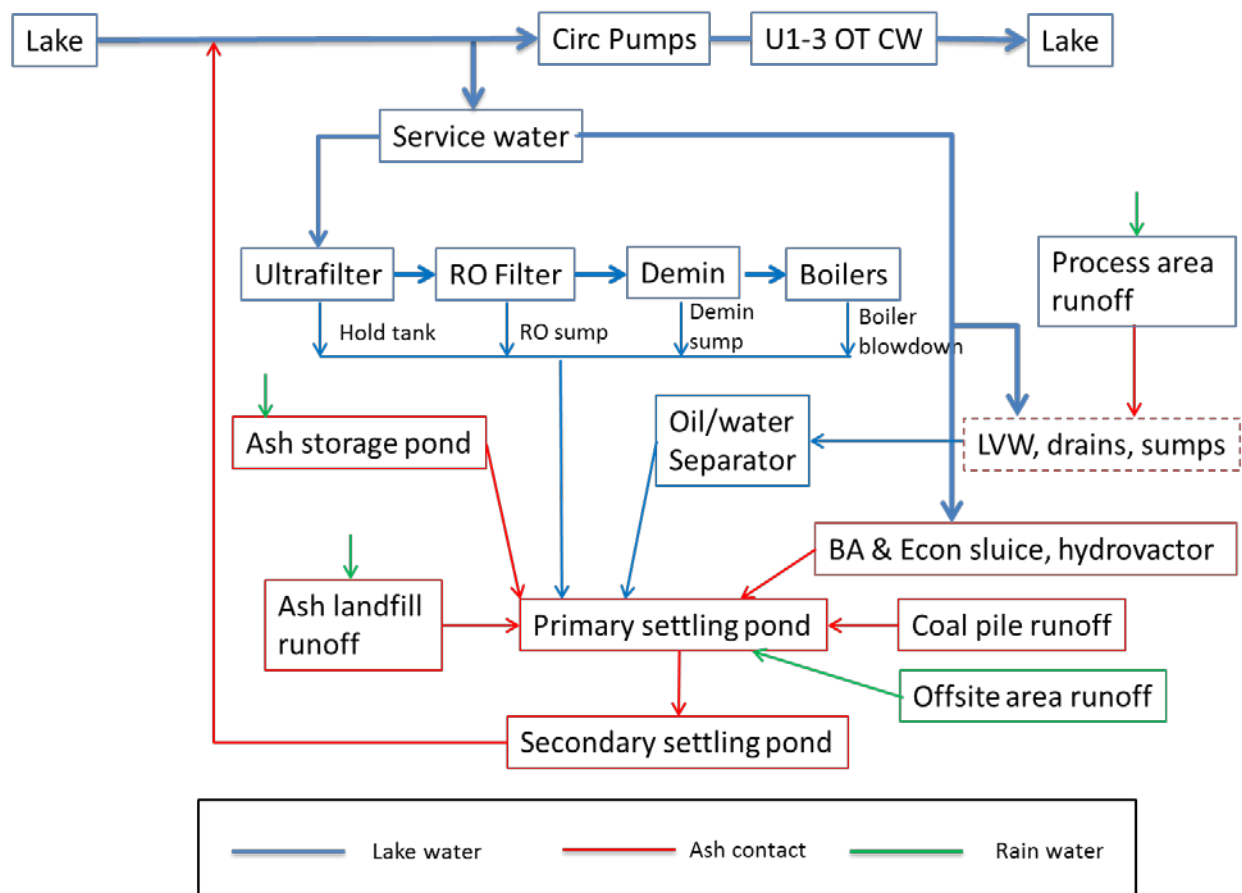 Lake
Circ Pumps
U1-3 OT CW
Lake
Service water
Ultrafilter
RO Filter
Demin
Boilers
Process area
runoff
Hold tank
RO sump
Demin
sump
Boiler
blowdown
Ash storage pond
Oil/water
Separator
LVW, drains, sumps
BA & Econ sluice, hydrovactor
Ash landfill
runoff
Primary settling pond
Coal pile runoff
Offsite area runoff
Secondary settling pond
Lake water
Ash contact
Rain water